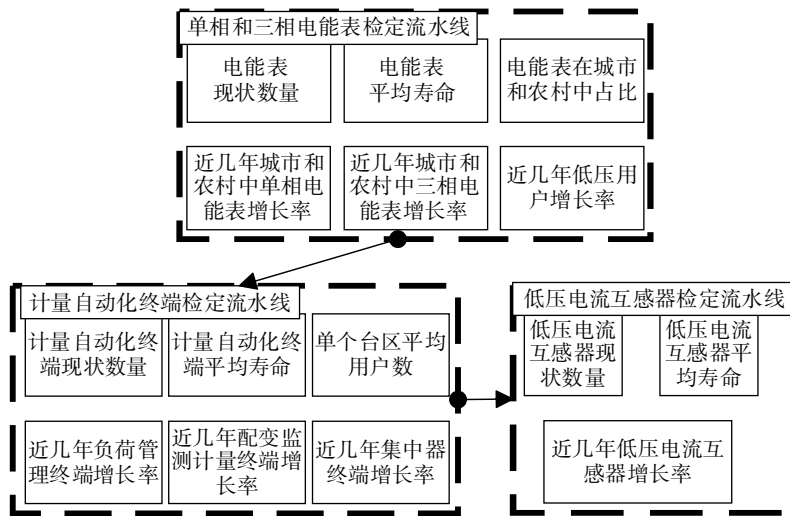 单相和三相电能表检定流水线
电能表
现状数量
电能表
平均寿命
电能表在城市
和农村中占比
近几年城市和
农村中单相电
能表增长率
近几年城市和
农村中三相电
能表增长率
近几年低压用
户增长率
计量自动化终端检定流水线
计量自动化终
端现状数量
计量自动化终
端平均寿命
单个台区平均
用户数
近几年负荷管
理终端增长率
近几年配变监
测计量终端增
长率
近几年集中器
终端增长率
低压电流互感器检定流水线
低压电流
互感器现
状数量
低压电流
互感器平
均寿命
近几年低压电流互
感器增长率